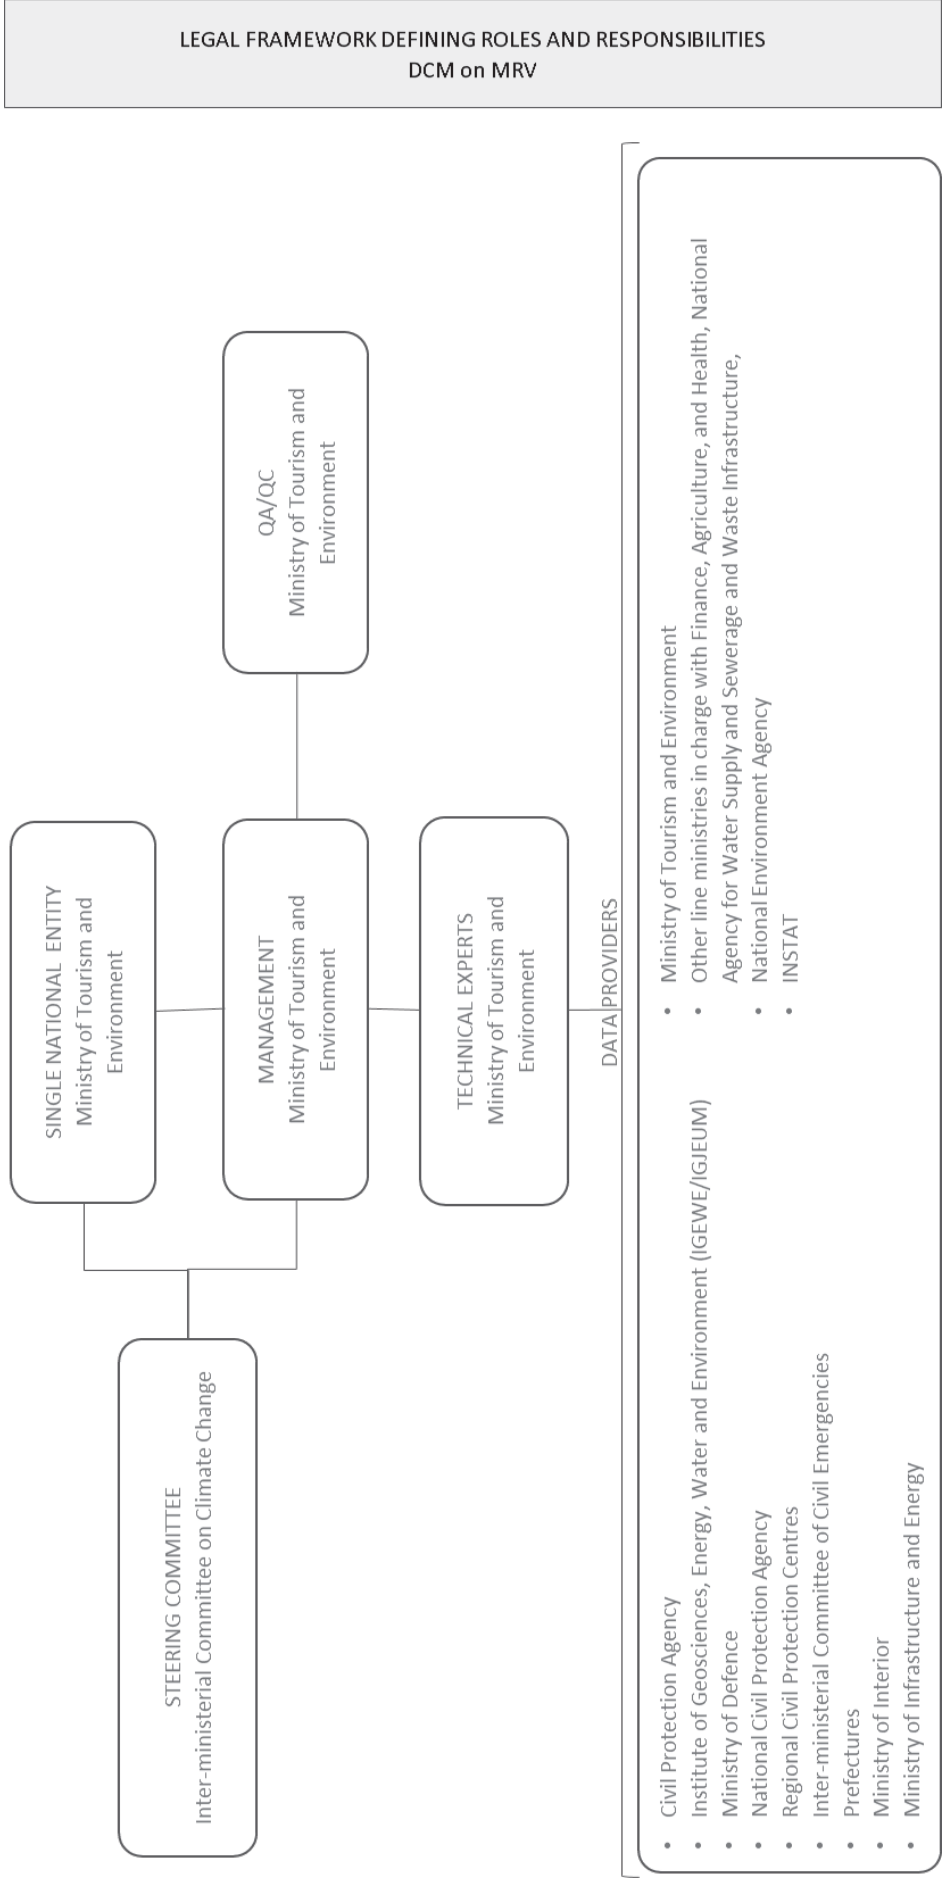 LEGAL FRAMEWORK DEFINING ROLES AND RESPONSIBILITIES
DCM on MRV
STEERING COMMITTEE
Inter-ministerial Committee on Climate Change
SINGLE NATIONAL ENTITY
Ministry of Tourism and
Environment
MANAGEMENT
Ministry of Tourism and
Environment
QA/QC
Ministry of Tourism and
Environment
TECHNICAL EXPERTS
Ministry of Tourism and
Environment
DATA PROVIDERS
• Civil Protection Agency
• Institute of Geosciences, Energy, Water and Environment (IGEWE/IGJEUM)
• Ministry of Defence
• National Civil Protection Agency
• Regional Civil Protection Centres
• Inter-ministerial Committee of Civil Emergencies
• Prefectures
• Ministry of Interior
• Ministry of Infrastructure and Energy
• Ministry of Tourism and Environment
• Other line ministries in charge with Finance, Agriculture, and Health, National
Agency for Water Supply and Sewerage and Waste Infrastructure,
• National Environment Agency
• INSTAT